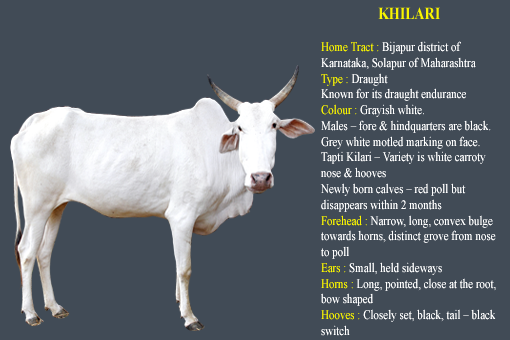 KHILARI
Home Tract : Bijapur district of
Karnataka, Solapur of Maharashtra
Type : Draught
Known for its draught endurance
Colour : Grayish white.
Males – fore & hindquarters are black.
Grey white motled marking on face.
Tapti Kilari – Variety is white carroty
nose & hooves
Newly born calves – red poll but
disappears within 2 months
Forehead : Narrow, long, convex bulge
towards horns, distinct grove from nose
to poll
Ears : Small, held sideways
Horns : Long, pointed, close at the root,
bow shaped
Hooves : Closely set, black, tail – black
switch